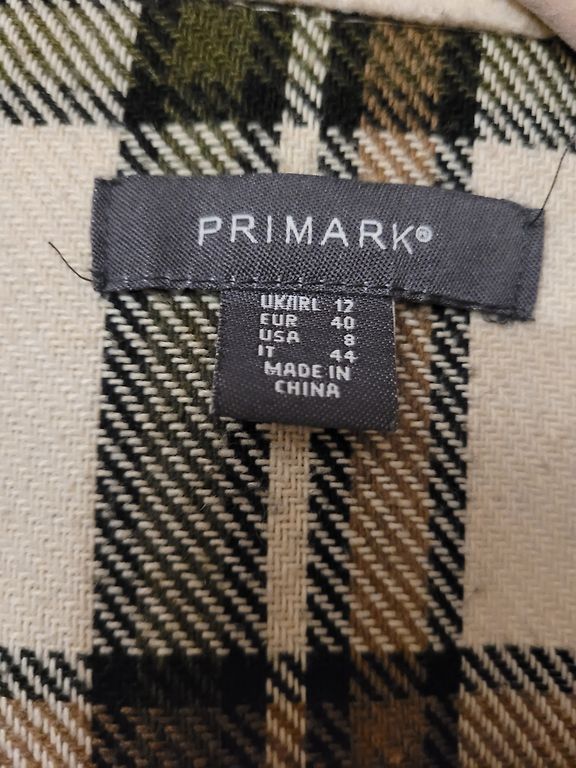 PRIMARK®
UK/IRL 12
EUR 40
USA 8
IT 44
MADE IN
CHINA